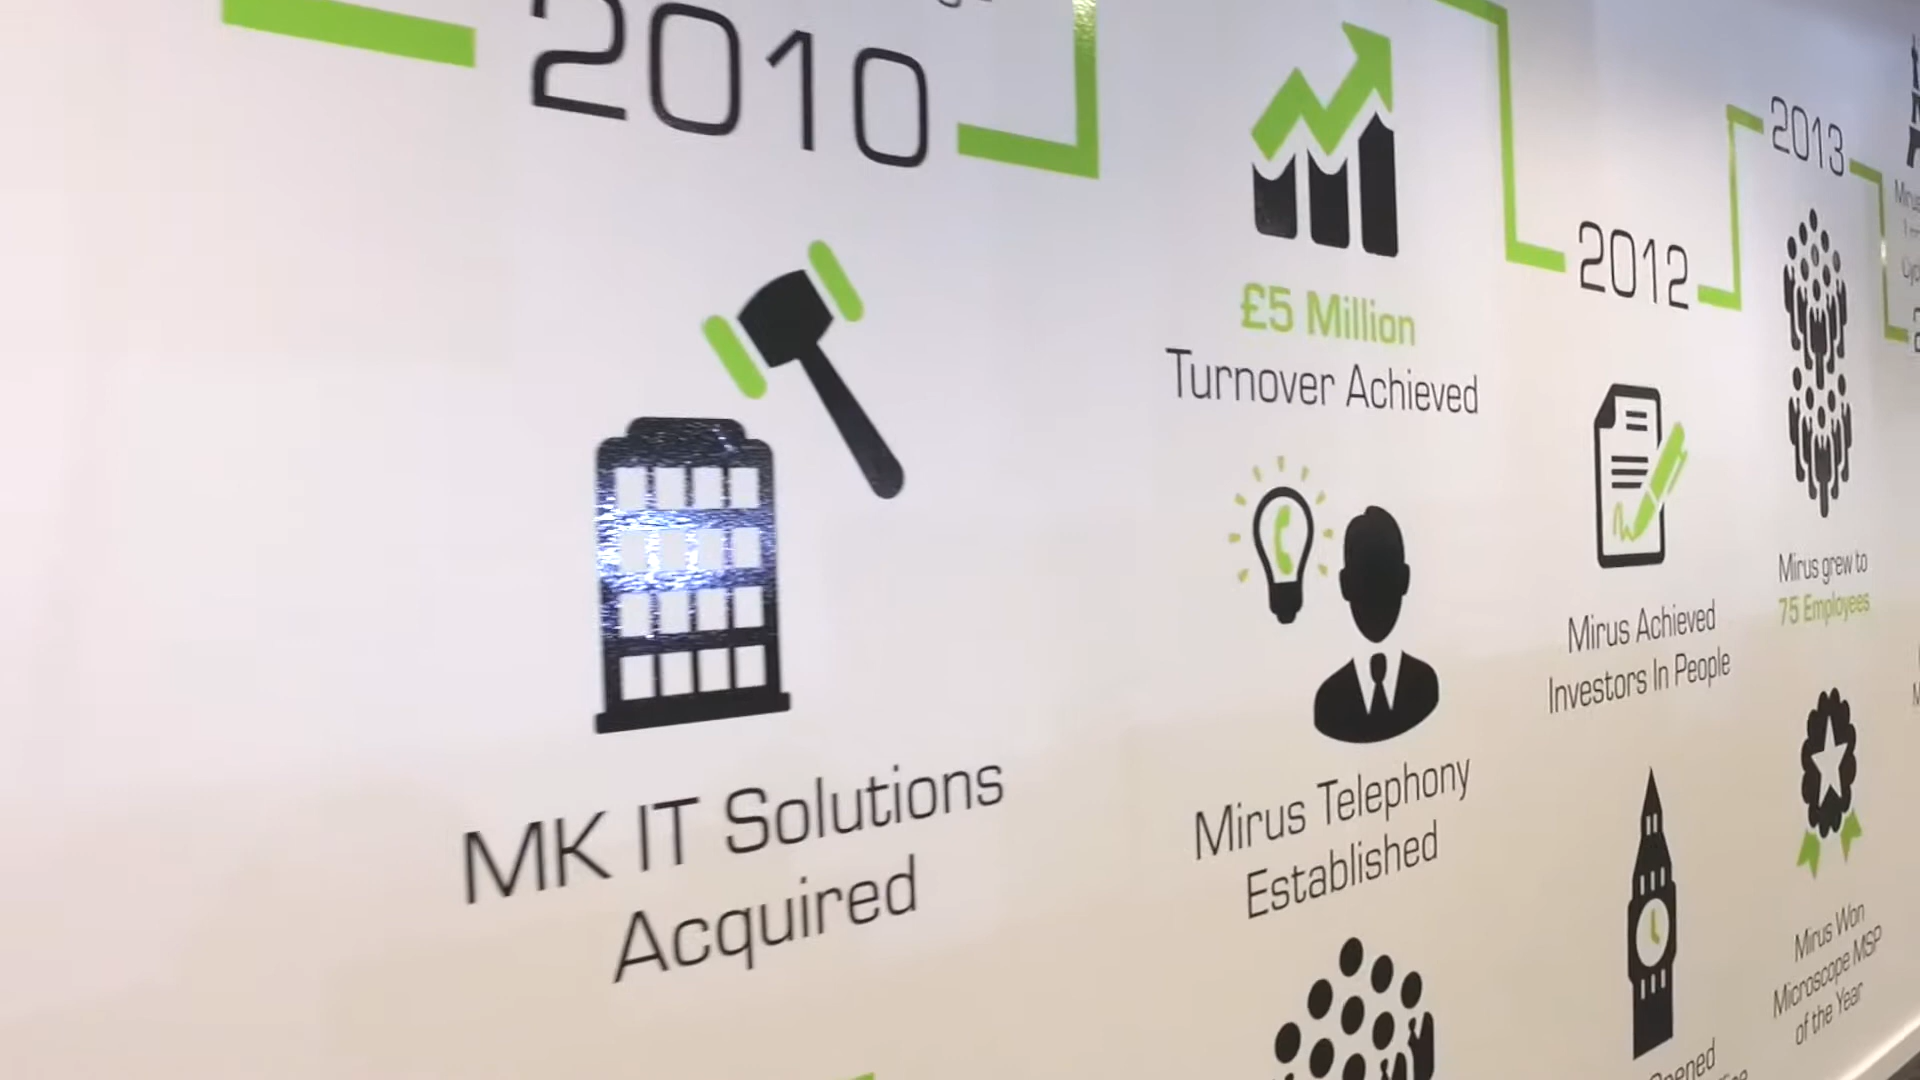 2010
MK IT Solutions
Acquired
£5 Million
Turnover Achieved
Mirus Telephony
Established
2012
Mirus Achieved
Investors In People
2013
Mirus grew to
75 Employees
Mirus Won
Microscope MSP
of the Year